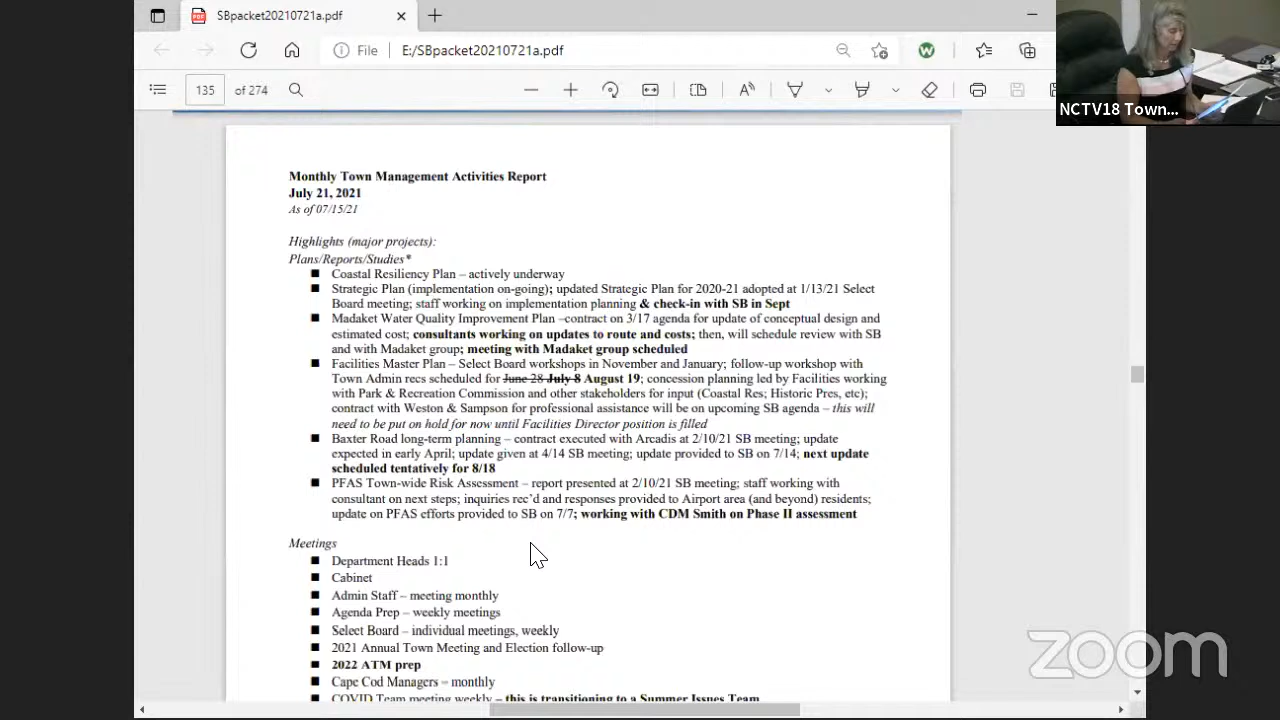 SBpacket20210721a.pdf
File E:/SBpacket20210721a.pdf
135 of 274
NCTV18 Town...
Monthly Town Management Activities Report
July 21, 2021
As of 07/15/21
Highlights (major projects):
Plans/Reports/Studies*
Coastal Resiliency Plan – actively underway
Strategic Plan (implementation on-going); updated Strategic Plan for 2020-21 adopted at 1/13/21 Select
Board meeting; staff working on implementation planning & check-in with SB in Sept
Madaket Water Quality Improvement Plan –contract on 3/17 agenda for update of conceptual design and
estimated cost; consultants working on updates to route and costs; then, will schedule review with SB
and with Madaket group; meeting with Madaket group scheduled
Facilities Master Plan – Select Board workshops in November and January; follow-up workshop with
Town Admin recs scheduled for June 28 July 8 August 19; concession planning led by Facilities working
with Park & Recreation Commission and other stakeholders for input (Coastal Res; Historic Pres, etc);
contract with Weston & Sampson for professional assistance will be on upcoming SB agenda – this will
need to be put on hold for now until Facilities Director position is filled
Baxter Road long-term planning – contract executed with Arcadis at 2/10/21 SB meeting; update
expected in early April; update given at 4/14 SB meeting; update provided to SB on 7/14; next update
scheduled tentatively for 8/18
PFAS Town-wide Risk Assessment – report presented at 2/10/21 SB meeting; staff working with
consultant on next steps; inquiries rec'd and responses provided to Airport area (and beyond) residents;
update on PFAS efforts provided to SB on 7/7; working with CDM Smith on Phase II assessment
Meetings
Department Heads 1:1
Cabinet
Admin Staff – meeting monthly
Agenda Prep – weekly meetings
Select Board – individual meetings, weekly
2021 Annual Town Meeting and Election follow-up
2022 ATM prep
Cape Cod Managers – monthly
COVID Team meeting weekly – this is transitioning to a Summer Issues Team
zoom